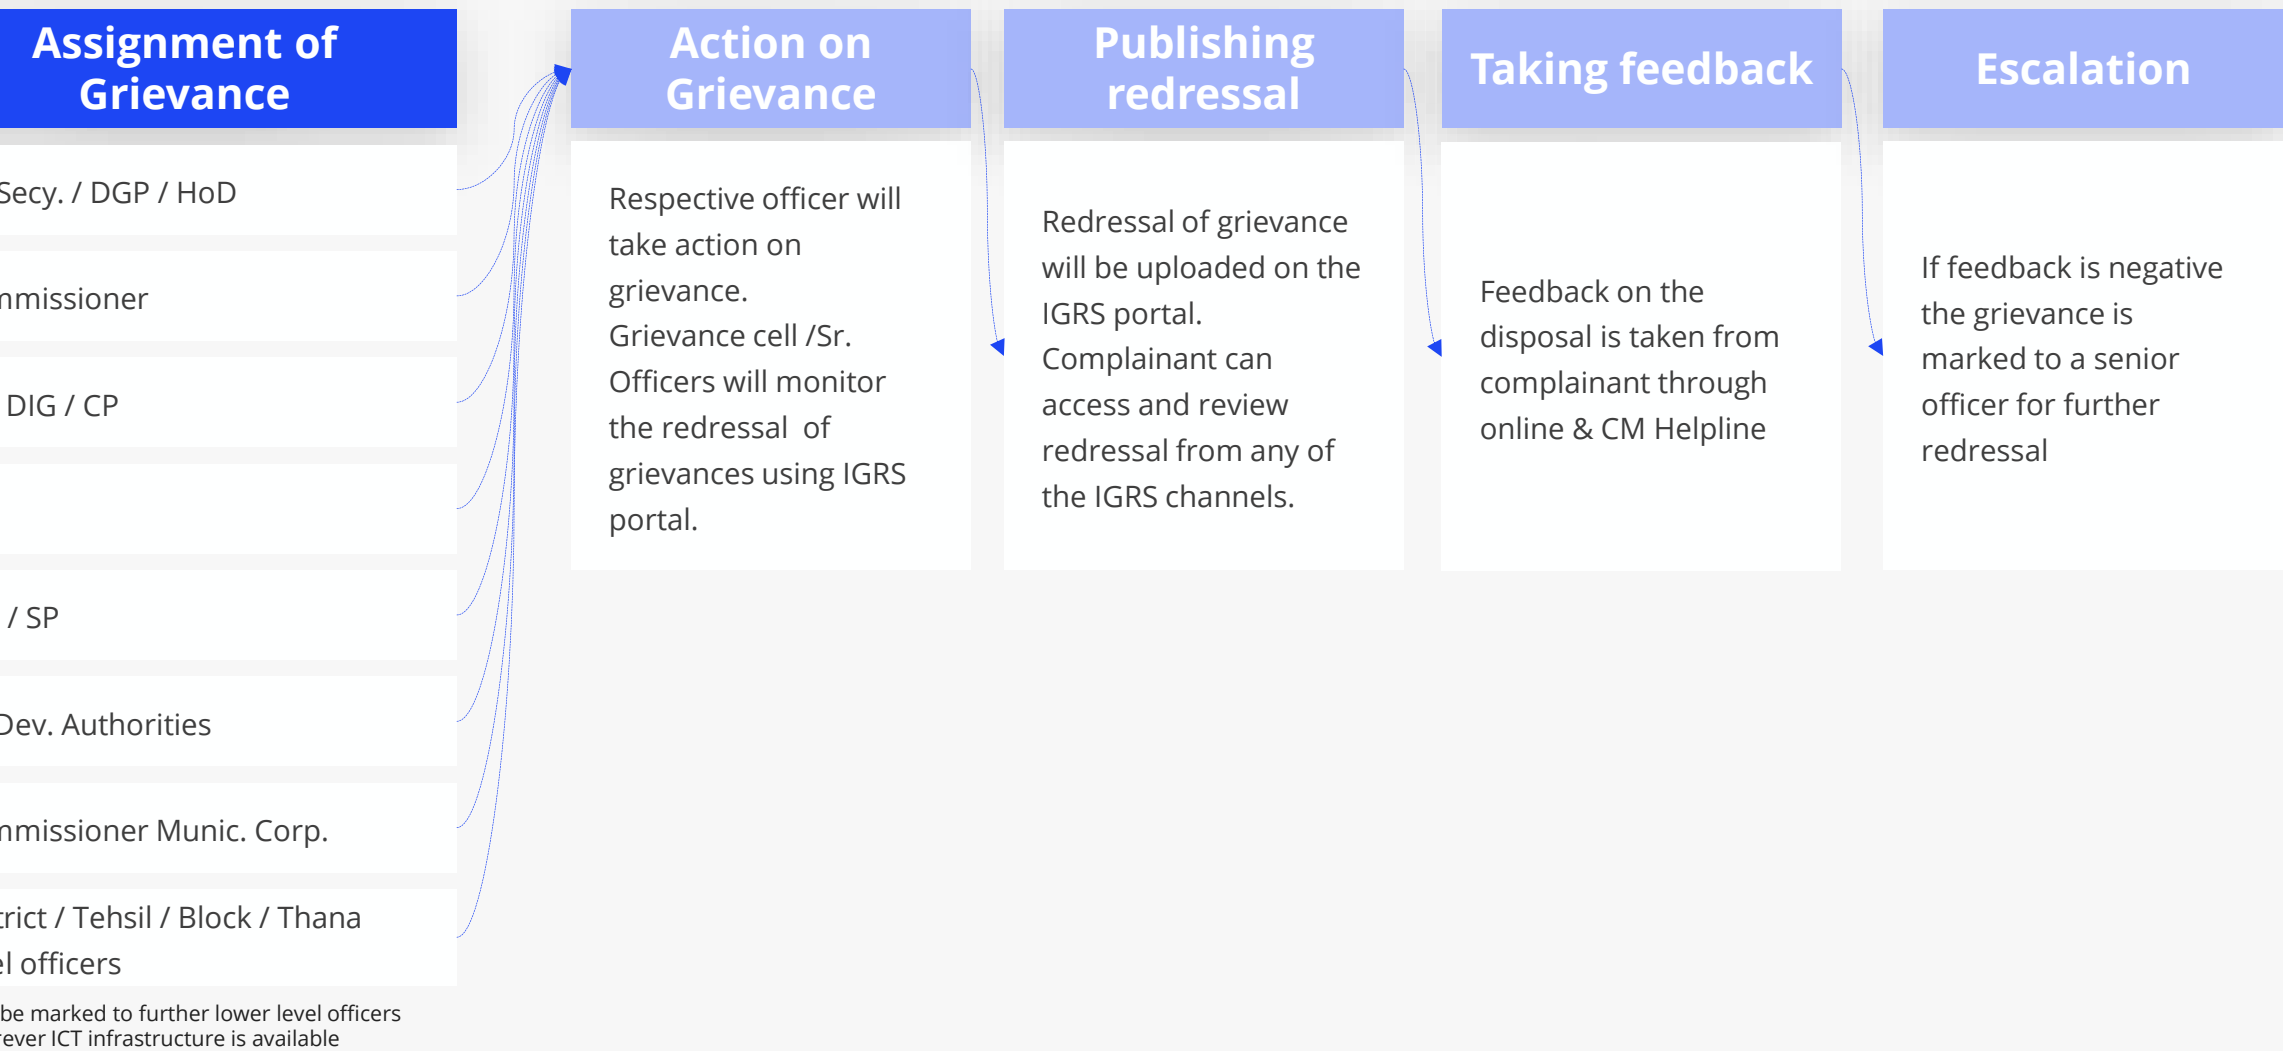 Assignment of
Grievance
Secy. / DGP / HoD
DIG / CP
/ SP
Dev. Authorities
Munic. Corp.
/ Tehsil / Block / Thana
officers
be marked to further lower level officers
ICT infrastructure is available
Action on
Grievance
Respective officer will
take action on
grievance.
Grievance cell /Sr.
Officers will monitor
the redressal of
grievances using IGRS
portal.
Publishing
redressal
Redressal of grievance
will be uploaded on the
IGRS portal.
Complainant can
access and review
redressal from any of
the IGRS channels.
Taking feedback
Feedback on the
disposal is taken from
complainant through
online & CM Helpline
Escalation
If feedback is negative
the grievance is
marked to a senior
officer for further
redressal